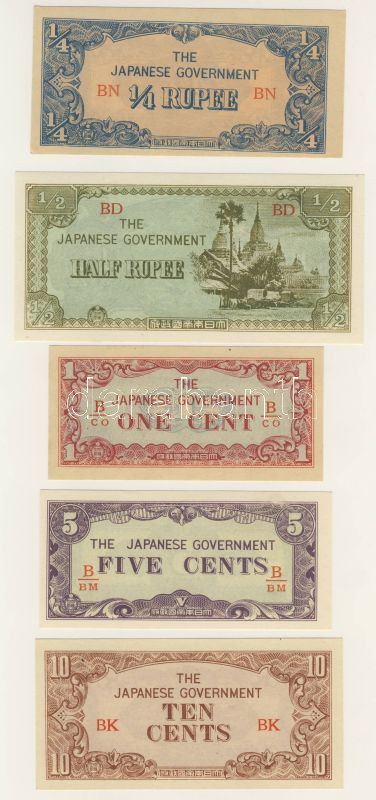 1/4 1/4
THE
JAPANESE GOVERNMENT
BN 1/4 RUPEE BN
1/4 1/4
1/2 1/2
BD BD
THE
JAPANESE GOVERNMENT
HALF RUPEE
1/2 1/2
1 1
THE
JAPANESE GOVERNMENT
B B
CO ONE CENT CO
1 1
5 5
THE JAPANESE GOVERNMENT
B FIVE CENTS B
BM BM
V
10 10
THE
JAPANESE GOVERNMENT
BK TEN BK
CENTS
10 10